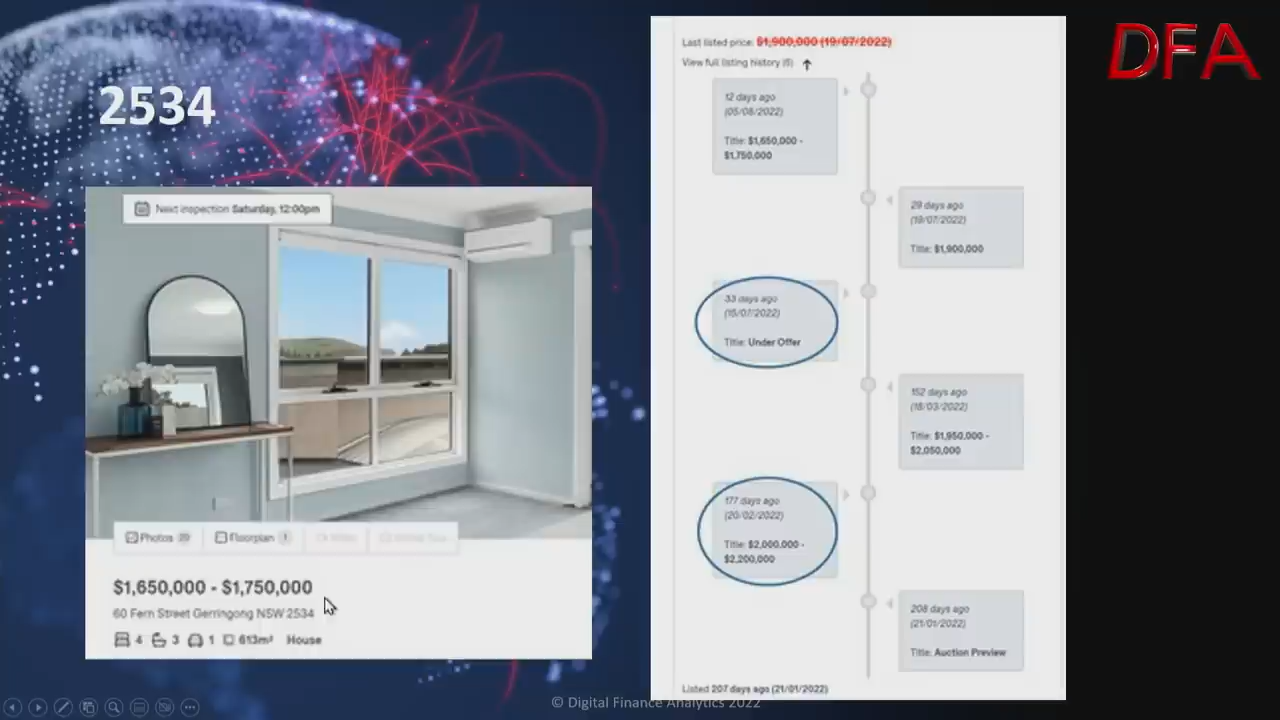 DFA
2534
Next inspection Saturday, 12:00pm
Photos 20
Floorplan 1
$1,650,000 - $1,750,000
60 Fern Street Gerringong NSW 2534
4 3 1 613m² House
Last listed price: $1,900,000 (19/07/2022)
View full listing history (6)
12 days ago
(05/08/2022)
Title: $1,650,000 -
$1,750,000
29 days ago
(19/07/2022)
Title: $1,900,000
33 days ago
(15/07/2022)
Title: Under Offer
152 days ago
(18/03/2022)
Title: $1,950,000 -
$2,050,000
177 days ago
(20/02/2022)
Title: $2,000,000 -
$2,200,000
208 days ago
(21/01/2022)
Title: Auction Preview
Listed 207 days ago (21/01/2022)
© Digital Finance Analytics 2022